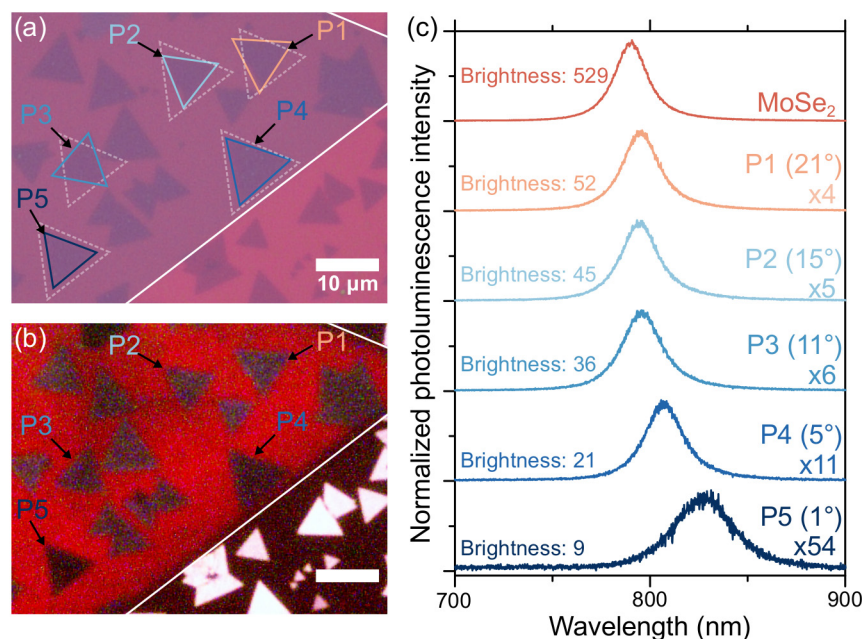 (a)
P2
P1
P3
P4
P5
10 µm
(b)
P2
P1
P3
P4
P5
(c)
Normalized photoluminescence intensity
Brightness: 529
MoSe₂
Brightness: 52
P1 (21°)
x4
Brightness: 45
P2 (15°)
x5
Brightness: 36
P3 (11°)
x6
Brightness: 21
P4 (5°)
x11
Brightness: 9
P5 (1°)
x54
700
800
900
Wavelength (nm)